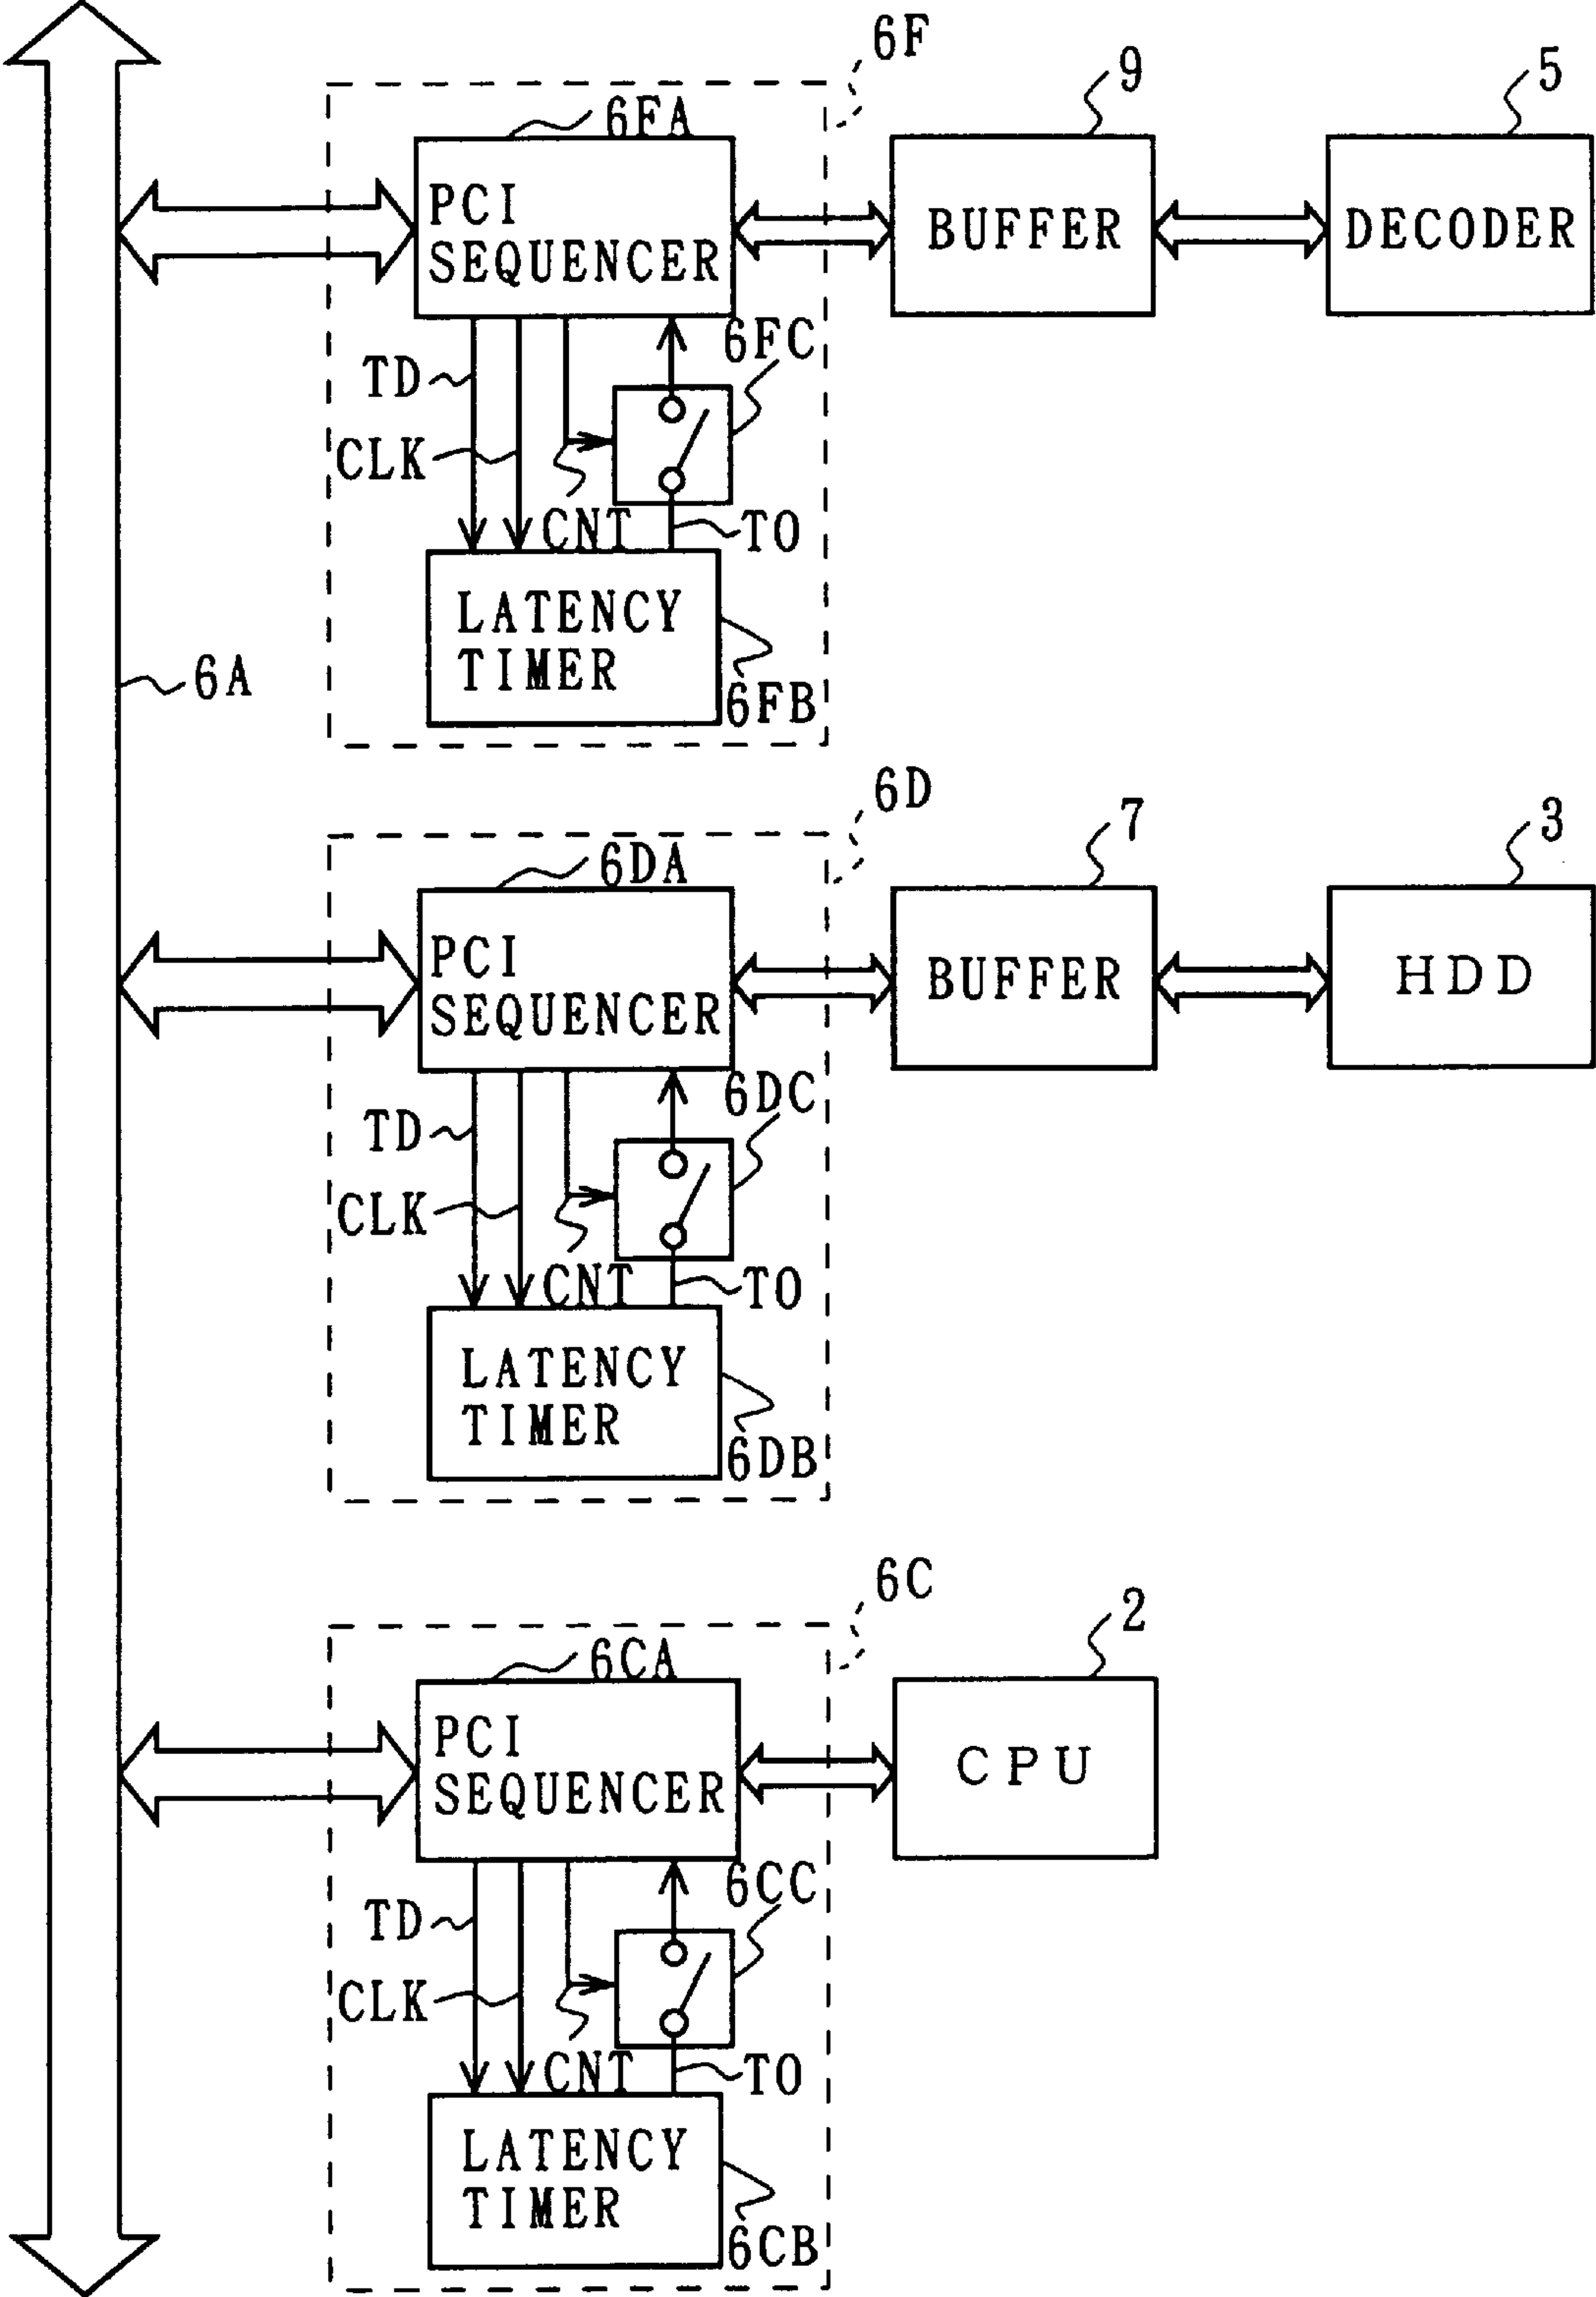 6F
9
5
6FA
PCI
SEQUENCER
BUFFER
DECODER
6FC
TD
CLK
CNT
TO
LATENCY
TIMER
6FB
6A
6D
7
3
6DA
PCI
SEQUENCER
BUFFER
HDD
6DC
TD
CLK
CNT
TO
LATENCY
TIMER
6DB
6C
2
6CA
PCI
SEQUENCER
CPU
6CC
TD
CLK
CNT
TO
LATENCY
TIMER
6CB